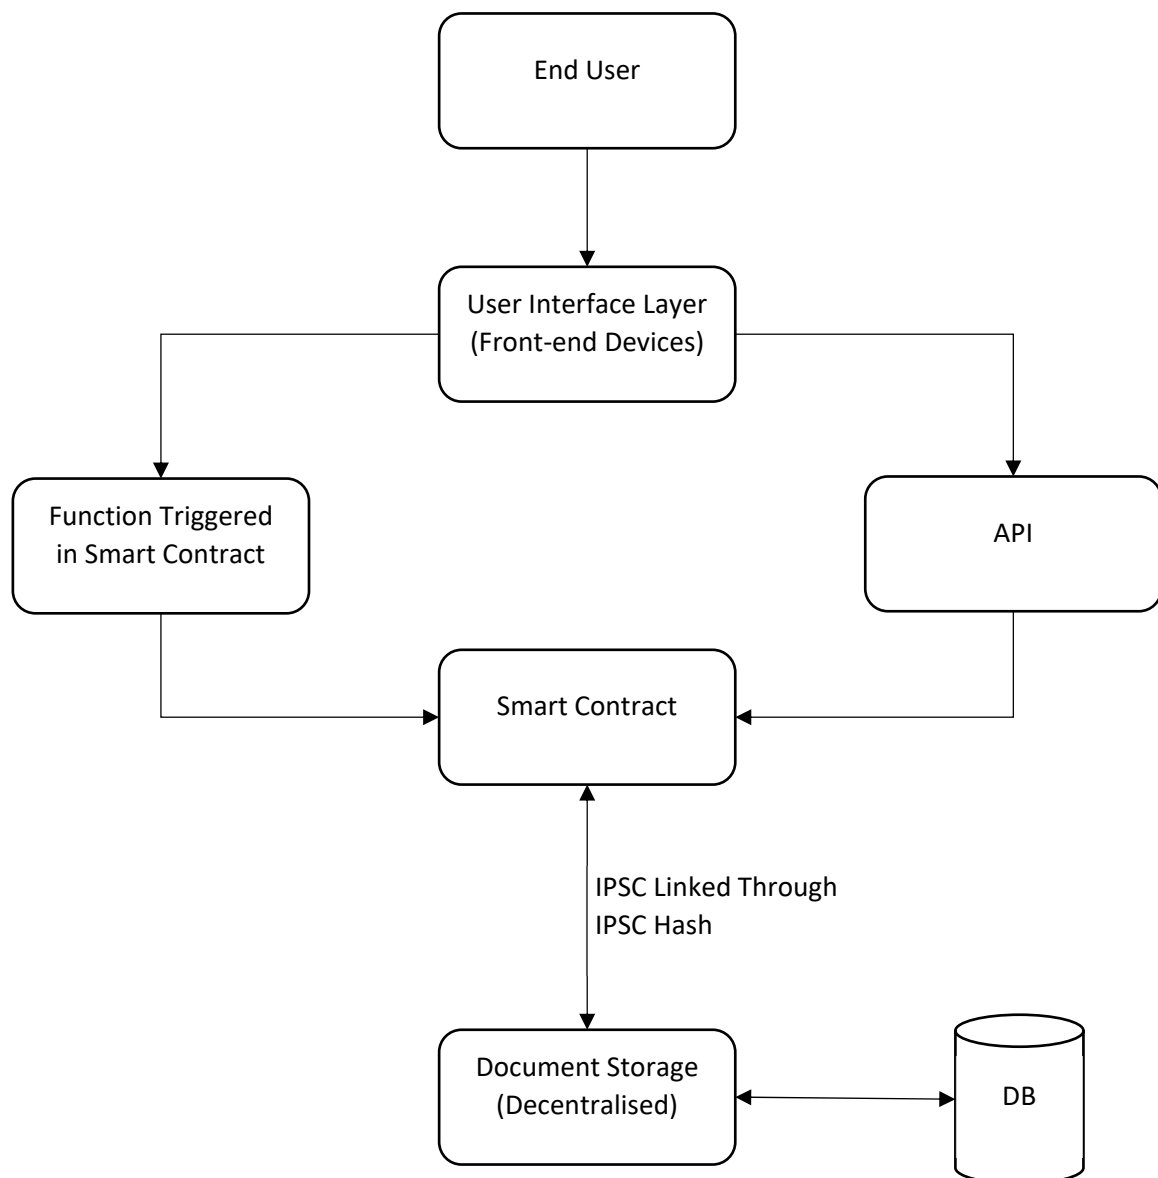 End User
User Interface Layer
(Front-end Devices)
Function Triggered
in Smart Contract
API
Smart Contract
IPSC Linked Through
IPSC Hash
Document Storage
(Decentralised)
DB